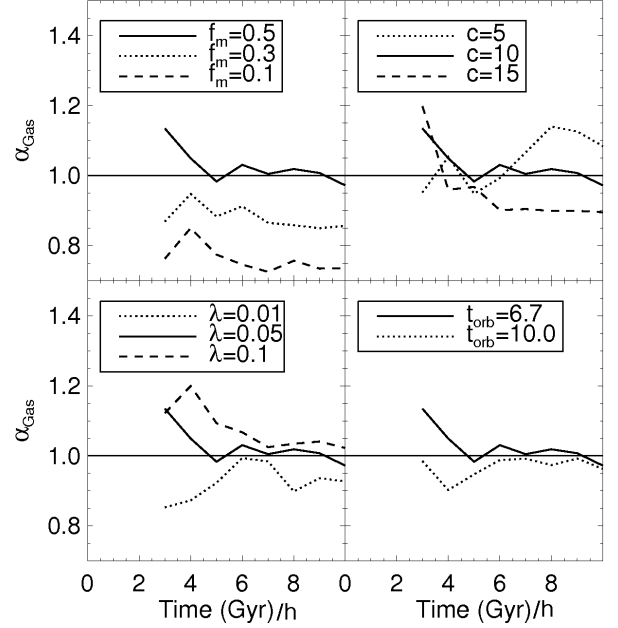 1.4
1.2
1.0
0.8
α_Gas
f_m=0.5
f_m=0.3
f_m=0.1
c=5
c=10
c=15
1.4
1.2
1.0
0.8
α_Gas
λ=0.01
λ=0.05
λ=0.1
t_orb=6.7
t_orb=10.0
0 2 4 6 8 0 2 4 6 8
Time (Gyr)/h Time (Gyr)/h